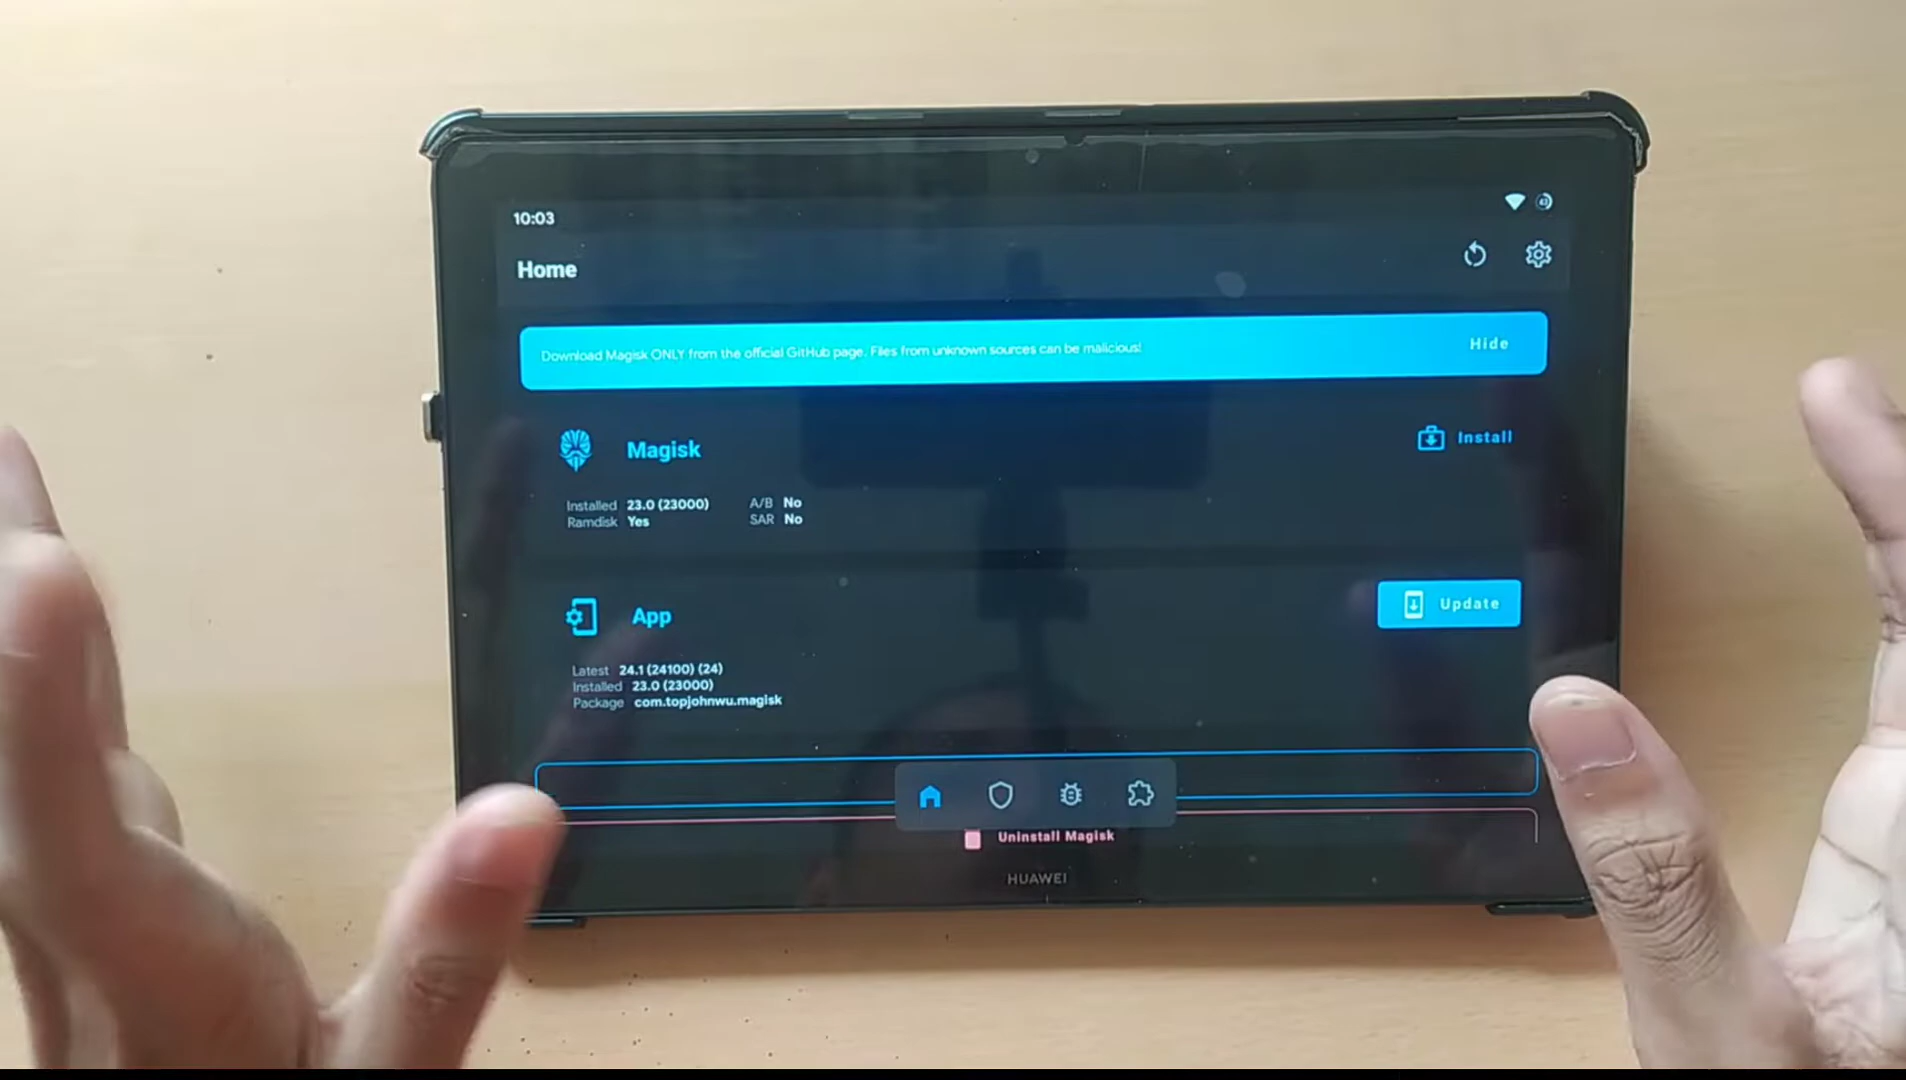 10:03
Home
Download Magisk ONLY from the official GitHub page. Files from unknown sources can be malicious!
Hide
Magisk
Install
Installed 23.0 (23000) A/B No
Ramdisk Yes SAR No
App
Update
Latest 24.1 (24100) (24)
Installed 23.0 (23000)
Package com.topjohnwu.magisk
Uninstall Magisk
HUAWEI